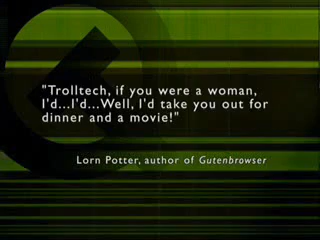 "Trolltech, if you were a woman,
I'd...I'd...Well, I'd take you out for
dinner and a movie!"
Lorn Potter, author of Gutenbrowser